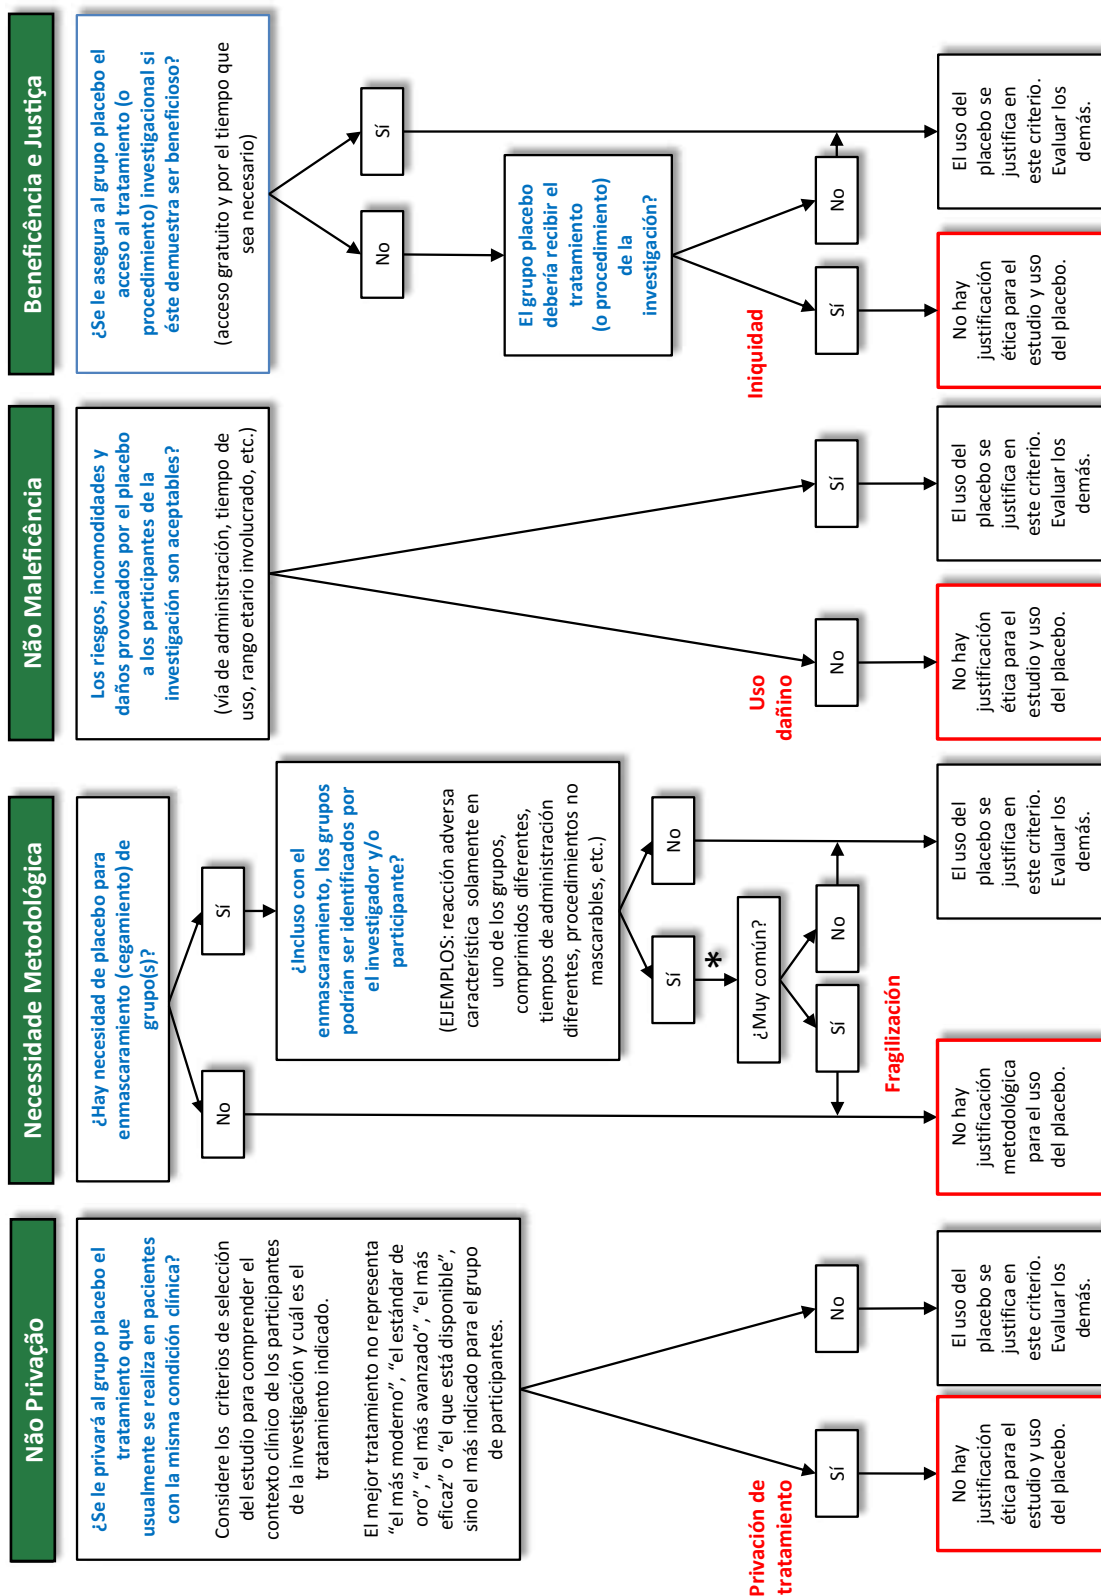 Não Privação
¿Se le privará al grupo placebo el
tratamiento que
usualmente se realiza en pacientes
con la misma condición clínica?
Considere los criterios de selección
del estudio para comprender el
contexto clínico de los participantes
de la investigación y cuál es el
tratamiento indicado.
El mejor tratamiento no representa
“el más moderno”, “el estándar de
oro”, “el más avanzado”, “el más
eficaz” o “el que está disponible”,
sino el más indicado para el grupo
de participantes.
Privación de
tratamiento
Sí
No
No hay
justificación
ética para el
estudio y uso
del placebo.
El uso del
placebo se
justifica en
este criterio.
Evaluar los
demás.
Necessidade Metodológica
¿Hay necesidad de placebo para
enmascaramiento (cegamiento) de
grupo(s)?
No
Sí
¿Incluso con el
enmascaramiento, los grupos
podrían ser identificados por
el investigador y/o
participante?
(EJEMPLOS: reacción adversa
característica solamente en
uno de los grupos,
comprimidos diferentes,
tiempos de administración
diferentes, procedimientos no
mascarables, etc.)
Sí
No
*
¿Muy común?
Sí
No
Fragilización
No hay
justificación
metodológica
para el uso
del placebo.
El uso del
placebo se
justifica en
este criterio.
Evaluar los
demás.
Não Maleficência
Los riesgos, incomodidades y
daños provocados por el placebo
a los participantes de la
investigación son aceptables?
(vía de administración, tiempo de
uso, rango etario involucrado, etc.)
Uso
dañino
No
Sí
No hay
justificación
ética para el
estudio y uso
del placebo.
El uso del
placebo se
justifica en
este criterio.
Evaluar los
demás.
Beneficência e Justiça
¿Se le asegura al grupo placebo el
acceso al tratamiento (o
procedimiento) investigacional si
éste demuestra ser beneficioso?
(acceso gratuito y por el tiempo que
sea necesario)
No
Sí
El grupo placebo
debería recibir el
tratamiento
(o procedimiento)
de la
investigación?
Iniquidad
Sí
No
No hay
justificación
ética para el
estudio y uso
del placebo.
El uso del
placebo se
justifica en
este criterio.
Evaluar los
demás.